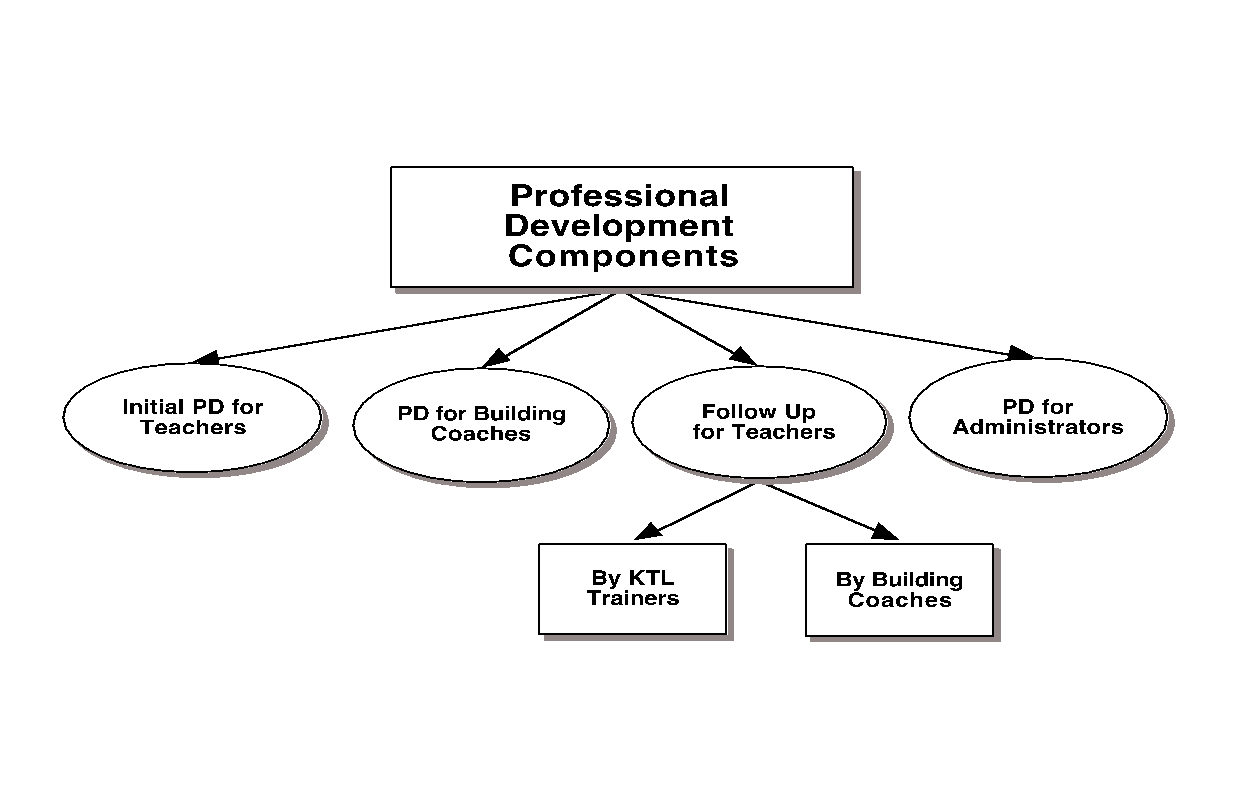 Professional
Development
Components
Initial PD for
Teachers
PD for Building
Coaches
Follow Up
for Teachers
PD for
Administrators
By KTL
Trainers
By Building
Coaches